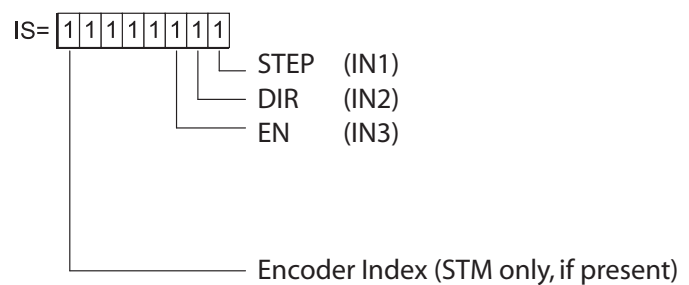 IS= 1 1 1 1 1 1 1 1
STEP (IN1)
DIR (IN2)
EN (IN3)
Encoder Index (STM only, if present)